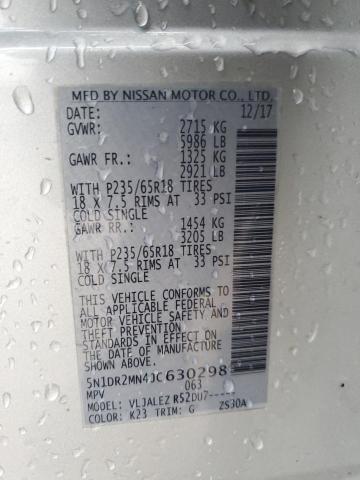 MFD BY NISSAN MOTOR CO., LTD.
DATE: 12/17
GVWR: 2715 KG
5986 LB
GAWR FR.: 1325 KG
2921 LB
WITH P235/65R18 TIRES
18 X 7.5 RIMS AT 33 PSI
COLD SINGLE
GAWR RR.: 1454 KG
3205 LB
WITH P235/65R18 TIRES
18 X 7.5 RIMS AT 33 PSI
COLD SINGLE
THIS VEHICLE CONFORMS TO
ALL APPLICABLE FEDERAL
MOTOR VEHICLE SAFETY AND
THEFT PREVENTION
STANDARDS IN EFFECT ON
THE DATE OF MANUFACTURE
SHOWN ABOVE.
5N1DR2MN4JC630298
MPV 063
MODEL: VLJALEZ R52DU7-----
COLOR: K23 TRIM: G ZS30A